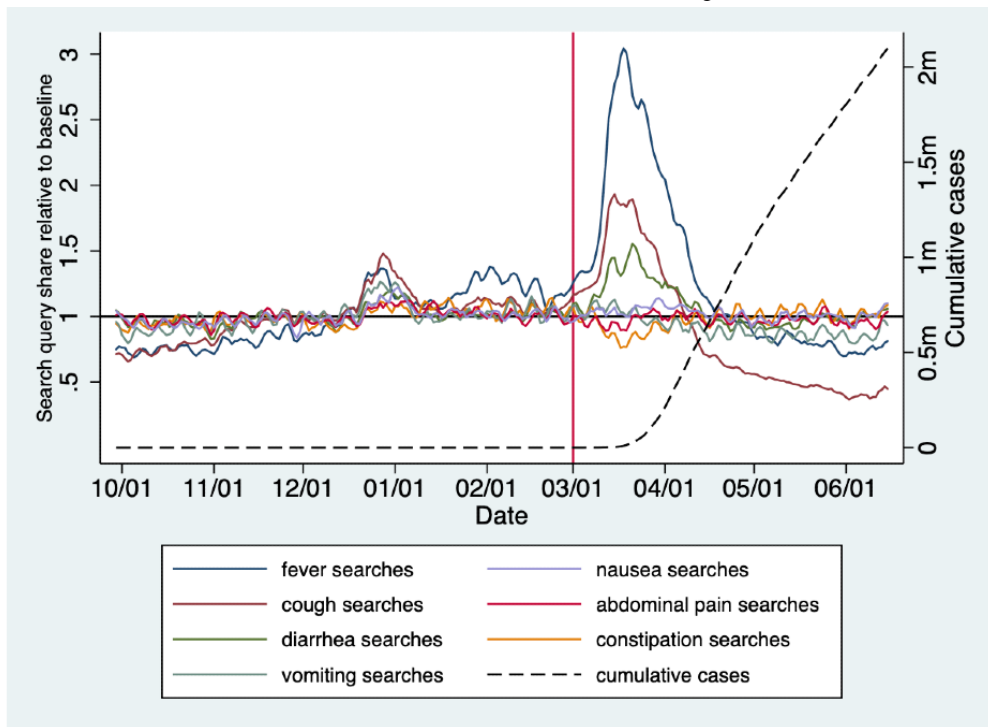 Search query share relative to baseline
3
2.5
2
1.5
1
.5
2m
1.5m
1m
0.5m
0
Cumulative cases
10/01 11/01 12/01 01/01 02/01 03/01 04/01 05/01 06/01
Date
fever searches nausea searches
cough searches abdominal pain searches
diarrhea searches constipation searches
vomiting searches cumulative cases